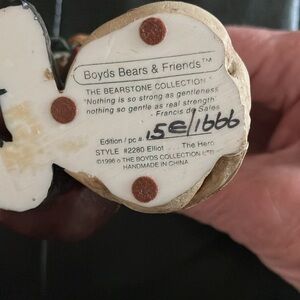 Boyds Bears & Friends™
THE BEARSTONE COLLECTION
"Nothing is so strong as gentleness
nothing so gentle as real strength"
Francis de Sales
Edition / pc # 15E/1666
STYLE #2280 Elliot ... The Hero
©1996 THE BOYDS COLLECTION LTD
HANDMADE IN CHINA